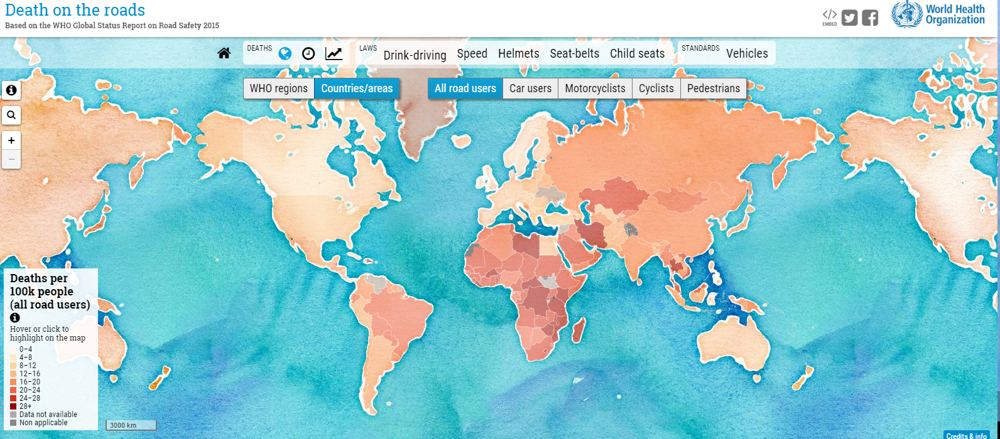 Death on the roads
Based on the WHO Global Status Report on Road Safety 2015
</>
EMBED
World Health
Organization
DEATHS
LAWS
Drink-driving
Speed
Helmets
Seat-belts
Child seats
STANDARDS
Vehicles
WHO regions
Countries/areas
All road users
Car users
Motorcyclists
Cyclists
Pedestrians
+
−
Deaths per
100k people
(all road users)
Hover or click to
highlight on the map
0–4
4–8
8–12
12–16
16–20
20–24
24–28
28+
Data not available
Non applicable
3000 km
Credits & info